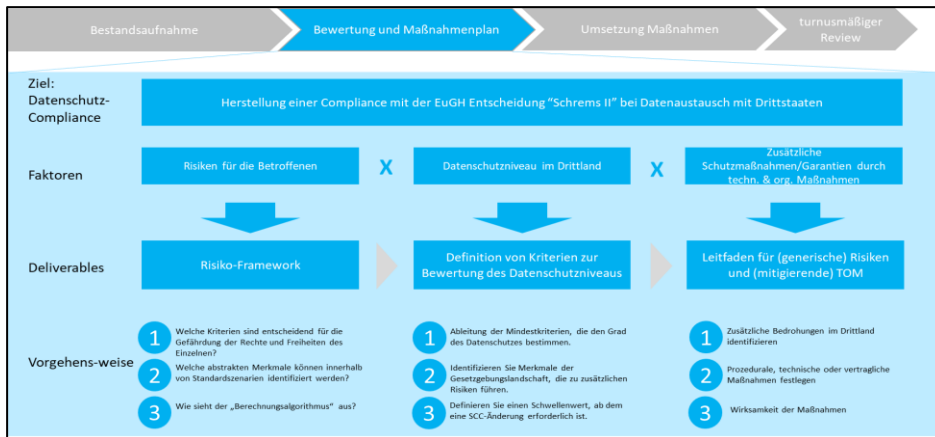 Bestandsaufnahme
Bewertung und Maßnahmenplan
Umsetzung Maßnahmen
turnusmäßiger
Review
Ziel:
Datenschutz-
Compliance
Herstellung einer Compliance mit der EuGH Entscheidung "Schrems II" bei Datenaustausch mit Drittstaaten
Faktoren
Risiken für die Betroffenen
X
Datenschutzniveau im Drittland
X
Zusätzliche
Schutzmaßnahmen/Garantien durch
techn. & org. Maßnahmen
Deliverables
Risiko-Framework
Definition von Kriterien zur
Bewertung des Datenschutzniveaus
Leitfaden für (generische) Risiken
und (mitigierende) TOM
Vorgehens-weise
1
Welche Kriterien sind entscheidend für die
Gefährdung der Rechte und Freiheiten des
Einzelnen?
2
Welche abstrakten Merkmale können innerhalb
von Standardszenarien identifiziert werden?
3
Wie sieht der „Berechnungsalgorithmus" aus?
1
Ableitung der Mindestkriterien, die den Grad
des Datenschutzes bestimmen.
2
Identifizieren Sie Merkmale der
Gesetzgebungslandschaft, die zu zusätzlichen
Risiken führen.
3
Definieren Sie einen Schwellenwert, ab dem
eine SCC-Änderung erforderlich ist.
1
Zusätzliche Bedrohungen im Drittland
identifizieren
2
Prozedurale, technische oder vertragliche
Maßnahmen festlegen
3
Wirksamkeit der Maßnahmen